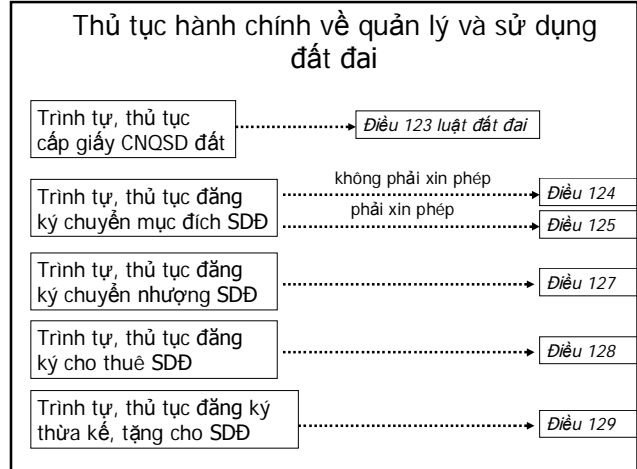 Thủ tục hành chính về quản lý và sử dụng
đất đai
Trình tự, thủ tục
cấp giấy CNQSD đất
Điều 123 luật đất đai
Trình tự, thủ tục đăng
ký chuyển mục đích SDĐ
không phải xin phép
Điều 124
phải xin phép
Điều 125
Trình tự, thủ tục đăng
ký chuyển nhượng SDĐ
Điều 127
Trình tự, thủ tục đăng
ký cho thuê SDĐ
Điều 128
Trình tự, thủ tục đăng ký
thừa kế, tặng cho SDĐ
Điều 129